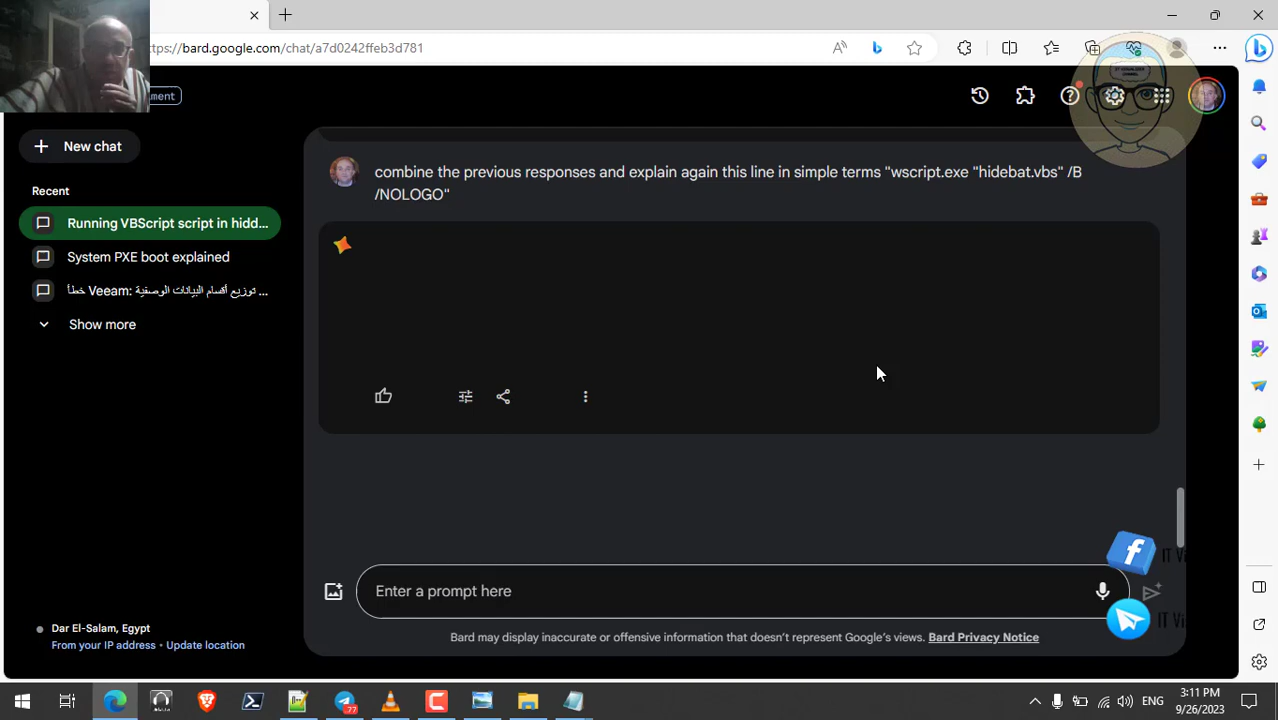 ttps://bard.google.com/chat/a7d0242ffeb3d781
ment
New chat
Recent
Running VBScript script in hidd...
System PXE boot explained
خطأ Veeam: توزيع أقسام البيانات الوصفية ...
Show more
Dar El-Salam, Egypt
From your IP address • Update location
combine the previous responses and explain again this line in simple terms "wscript.exe "hidebat.vbs" /B
/NOLOGO"
Enter a prompt here
Bard may display inaccurate or offensive information that doesn't represent Google's views. Bard Privacy Notice
IT
IT
77
ENG
3:11 PM
9/26/2023